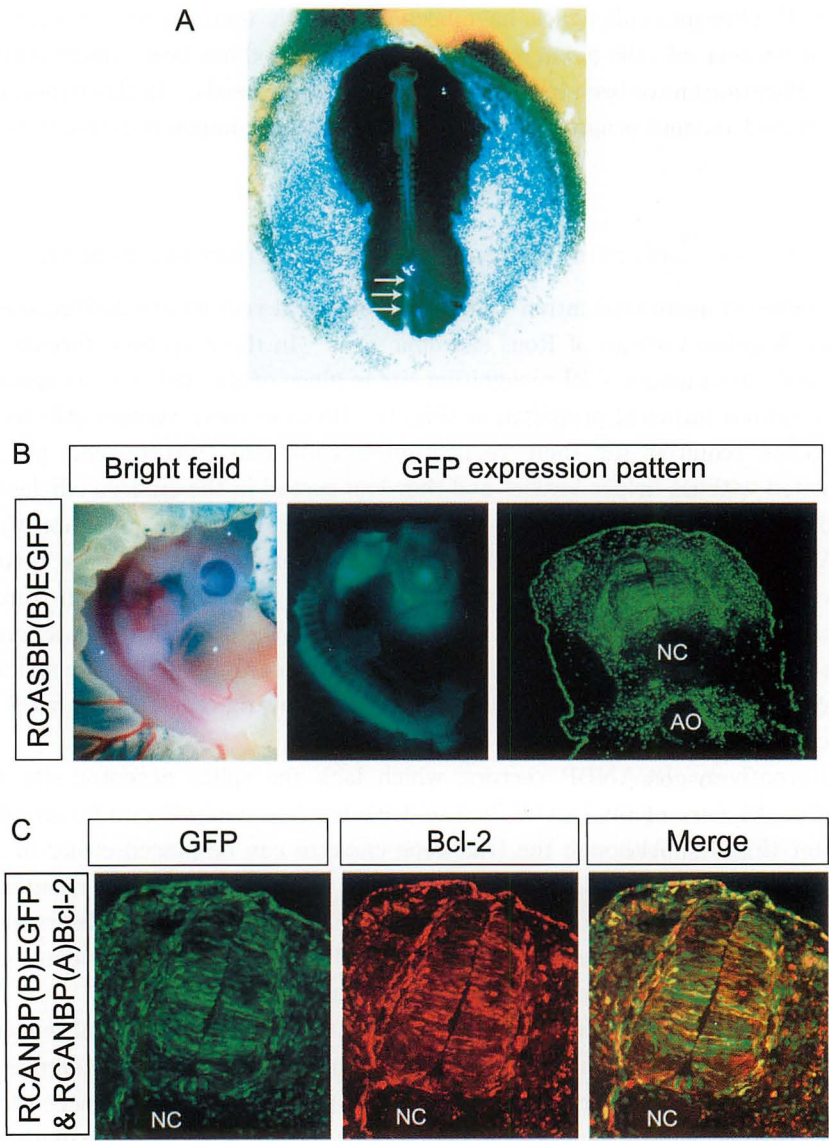 A
B
Bright feild
GFP expression pattern
RCASBP(B)EGFP
NC
AO
C
GFP
Bcl-2
Merge
RCANBP(B)EGFP
& RCANBP(A)Bcl-2
NC
NC
NC